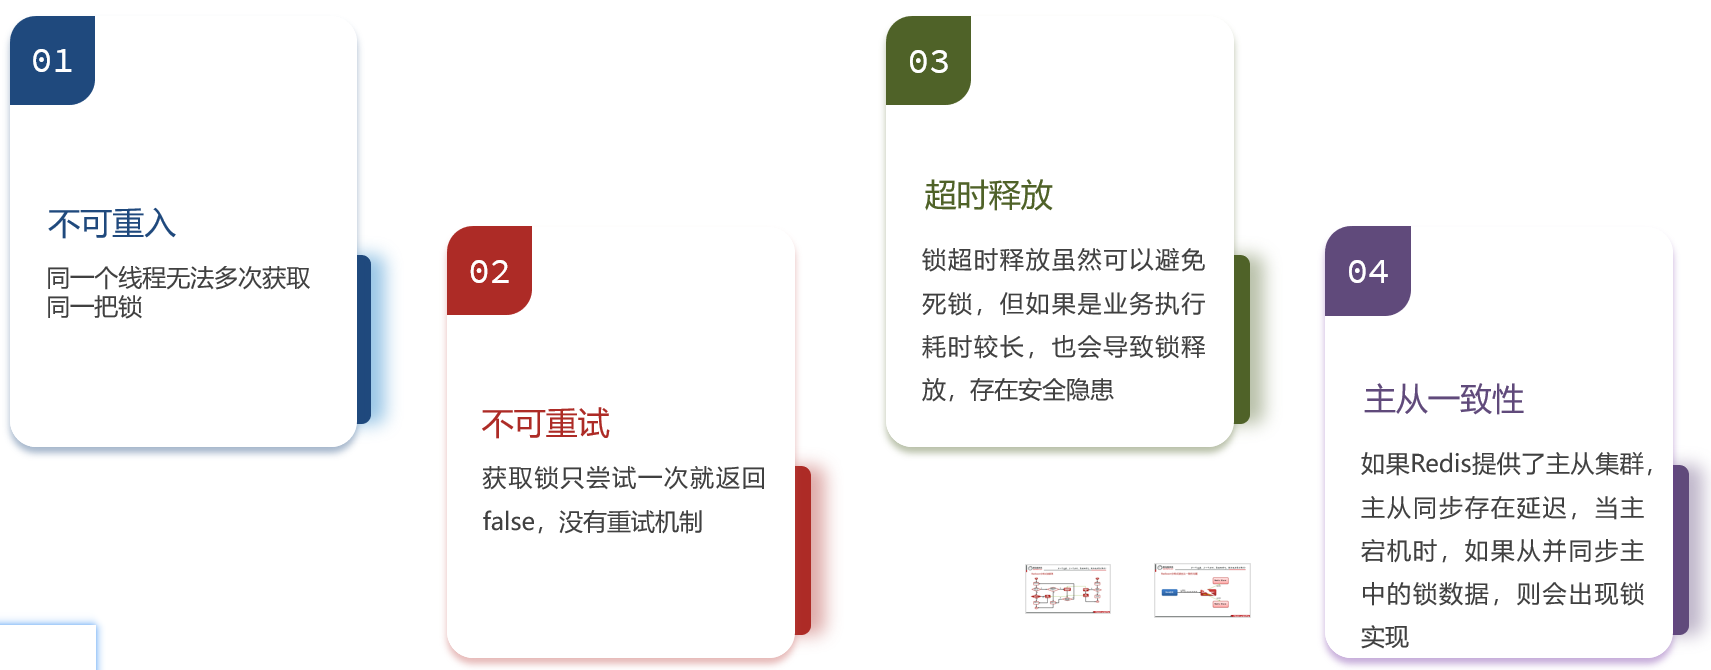 01
不可重入
同一个线程无法多次获取
同一把锁
02
不可重试
获取锁只尝试一次就返回
false，没有重试机制
03
超时释放
锁超时释放虽然可以避免
死锁，但如果是业务执行
耗时较长，也会导致锁释
放，存在安全隐患
04
主从一致性
如果Redis提供了主从集群，
主从同步存在延迟，当主
宕机时，如果从并同步主
中的锁数据，则会出现锁
实现